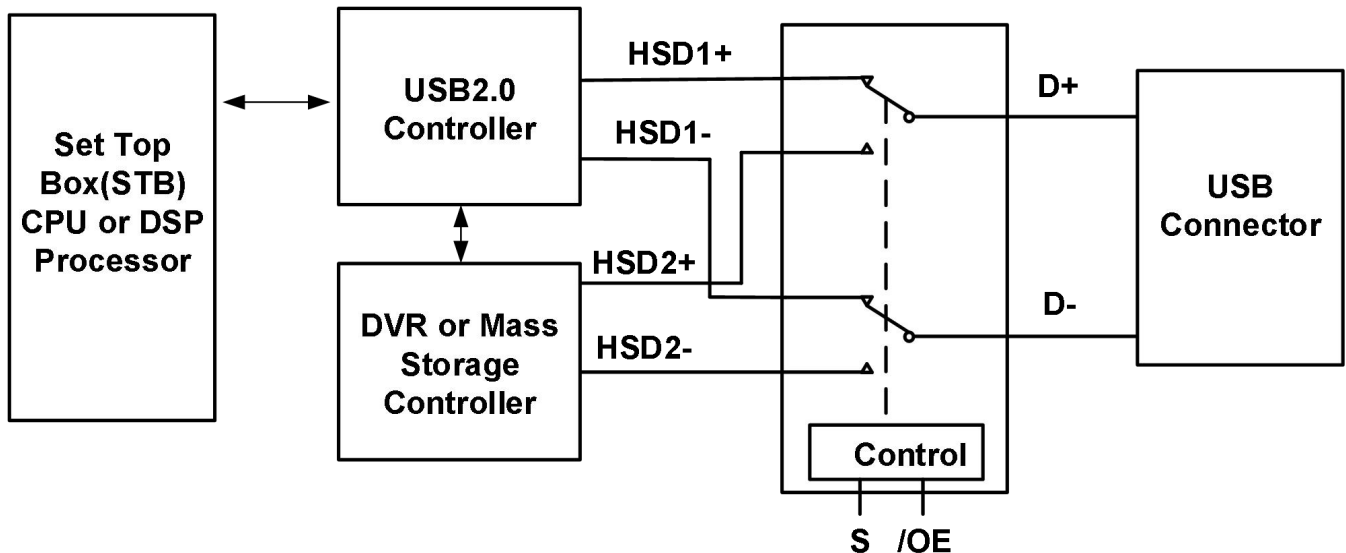 Set Top
Box(STB)
CPU or DSP
Processor
USB2.0
Controller
DVR or Mass
Storage
Controller
HSD1+
HSD1-
HSD2+
HSD2-
Control
S /OE
D+
D-
USB
Connector